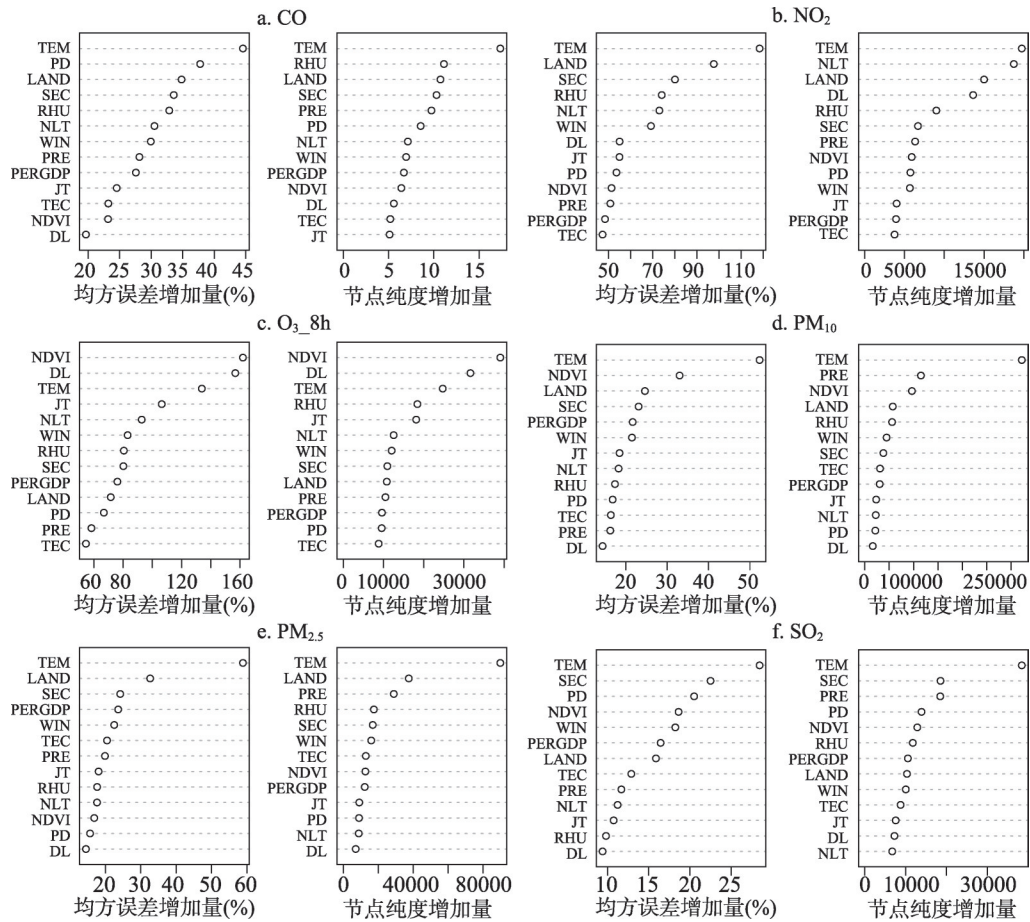 a. CO
TEM
PD
LAND
SEC
RHU
NLT
WIN
PRE
PERGDP
JT
TEC
NDVI
DL
20 25 30 35 40 45
均方误差增加量(%)
TEM
RHU
LAND
SEC
PRE
PD
NLT
WIN
PERGDP
NDVI
DL
TEC
JT
0 5 10 15
节点纯度增加量
b. NO₂
TEM
LAND
SEC
RHU
NLT
WIN
DL
JT
PD
NDVI
PRE
PERGDP
TEC
50 70 90 110
均方误差增加量(%)
TEM
NLT
LAND
DL
RHU
SEC
PRE
NDVI
PD
WIN
JT
PERGDP
TEC
0 5000 15000
节点纯度增加量
c. O₃_8h
NDVI
DL
TEM
JT
NLT
WIN
RHU
SEC
PERGDP
LAND
PD
PRE
TEC
60 80 120 160
均方误差增加量(%)
NDVI
DL
TEM
RHU
JT
NLT
WIN
SEC
LAND
PRE
PERGDP
PD
TEC
0 10000 30000
节点纯度增加量
d. PM₁₀
TEM
NDVI
LAND
SEC
PERGDP
WIN
JT
NLT
RHU
PD
TEC
PRE
DL
20 30 40 50
均方误差增加量(%)
TEM
PRE
NDVI
LAND
RHU
WIN
SEC
TEC
PERGDP
JT
NLT
PD
DL
0 100000 250000
节点纯度增加量
e. PM₂.₅
TEM
LAND
SEC
PERGDP
WIN
TEC
PRE
JT
RHU
NLT
NDVI
PD
DL
20 30 40 50 60
均方误差增加量(%)
TEM
LAND
PRE
RHU
SEC
WIN
TEC
NDVI
PERGDP
JT
PD
NLT
DL
0 40000 80000
节点纯度增加量
f. SO₂
TEM
SEC
PD
NDVI
WIN
PERGDP
LAND
TEC
PRE
NLT
JT
RHU
DL
10 15 20 25
均方误差增加量(%)
TEM
SEC
PRE
PD
NDVI
RHU
PERGDP
LAND
WIN
TEC
JT
DL
NLT
0 10000 30000
节点纯度增加量